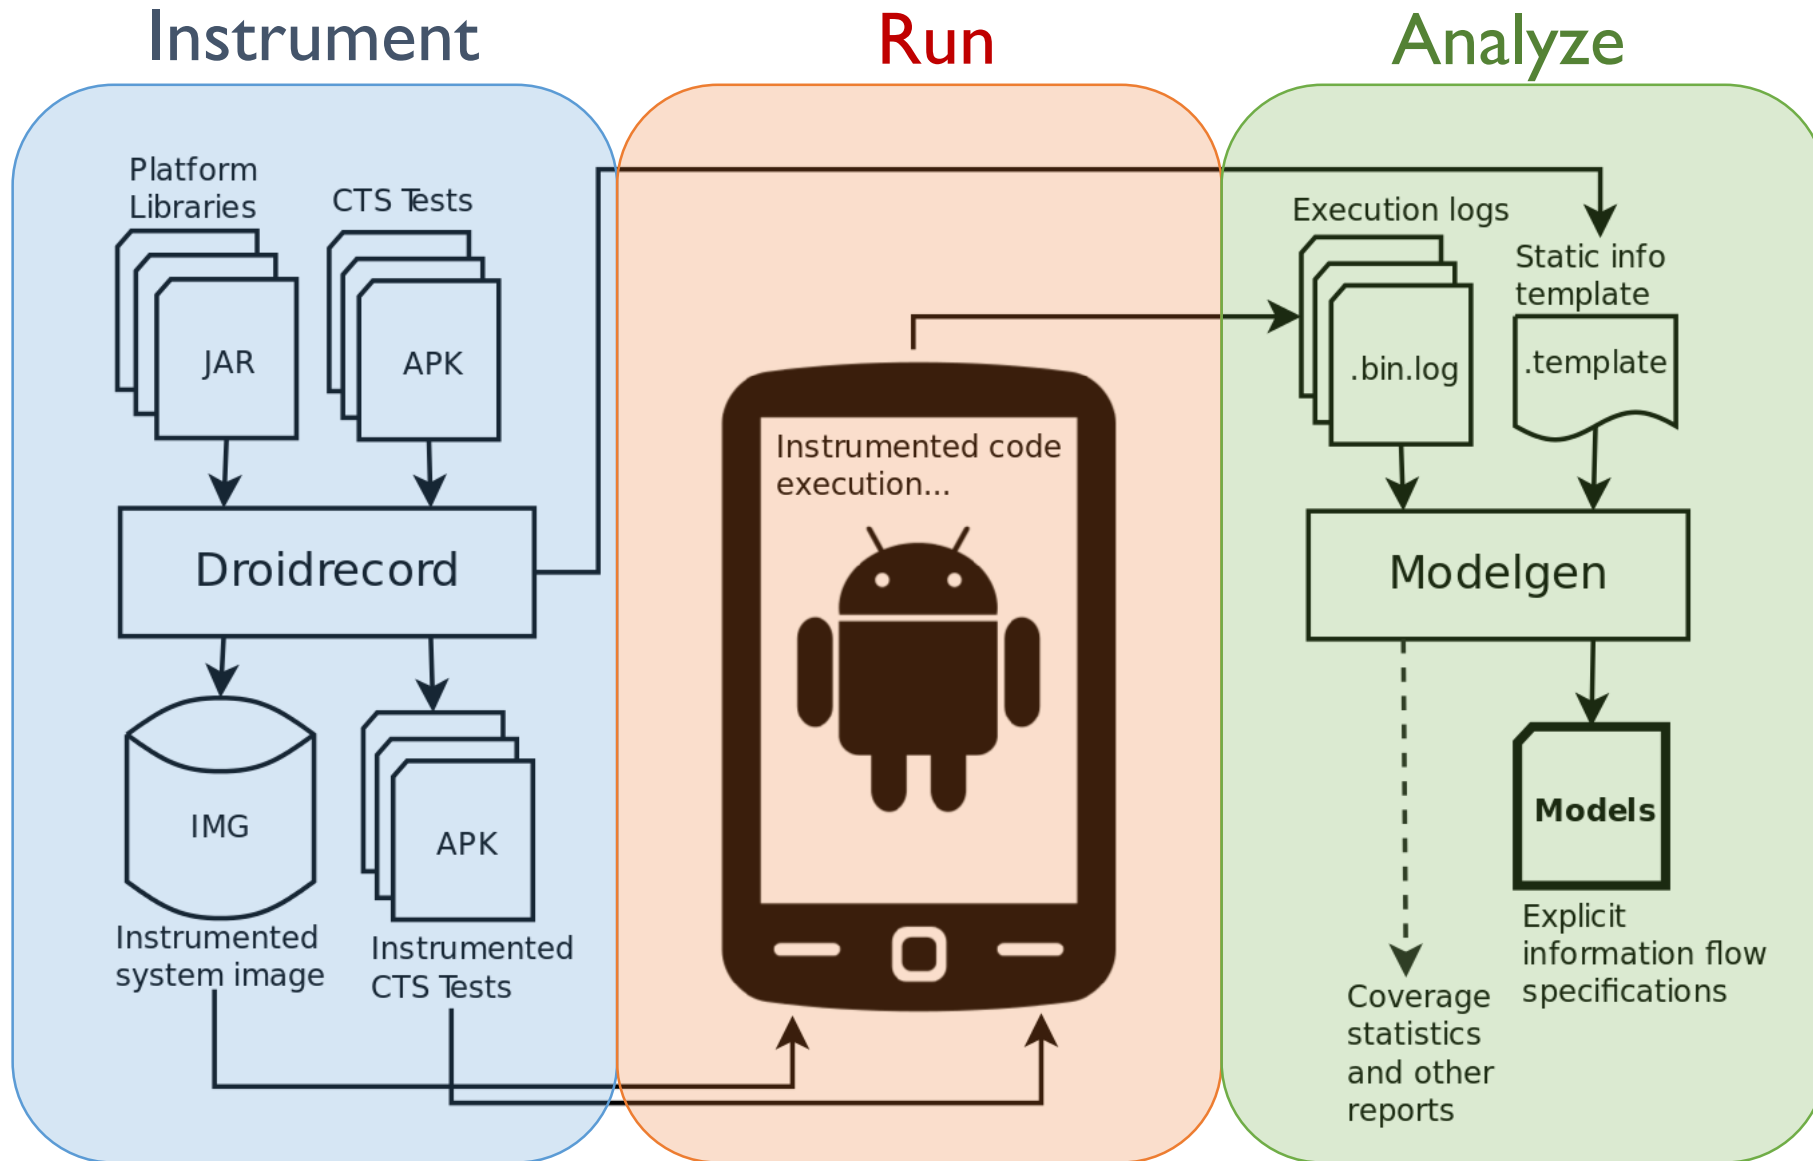 Instrument
Run
Analyze
Platform
Libraries
CTS Tests
JAR
APK
Droidrecord
IMG
APK
Instrumented
system image
Instrumented
CTS Tests
Instrumented code
execution...
Execution logs
Static info
template
.bin.log
.template
Modelgen
Models
Explicit
information flow
specifications
Coverage
statistics
and other
reports